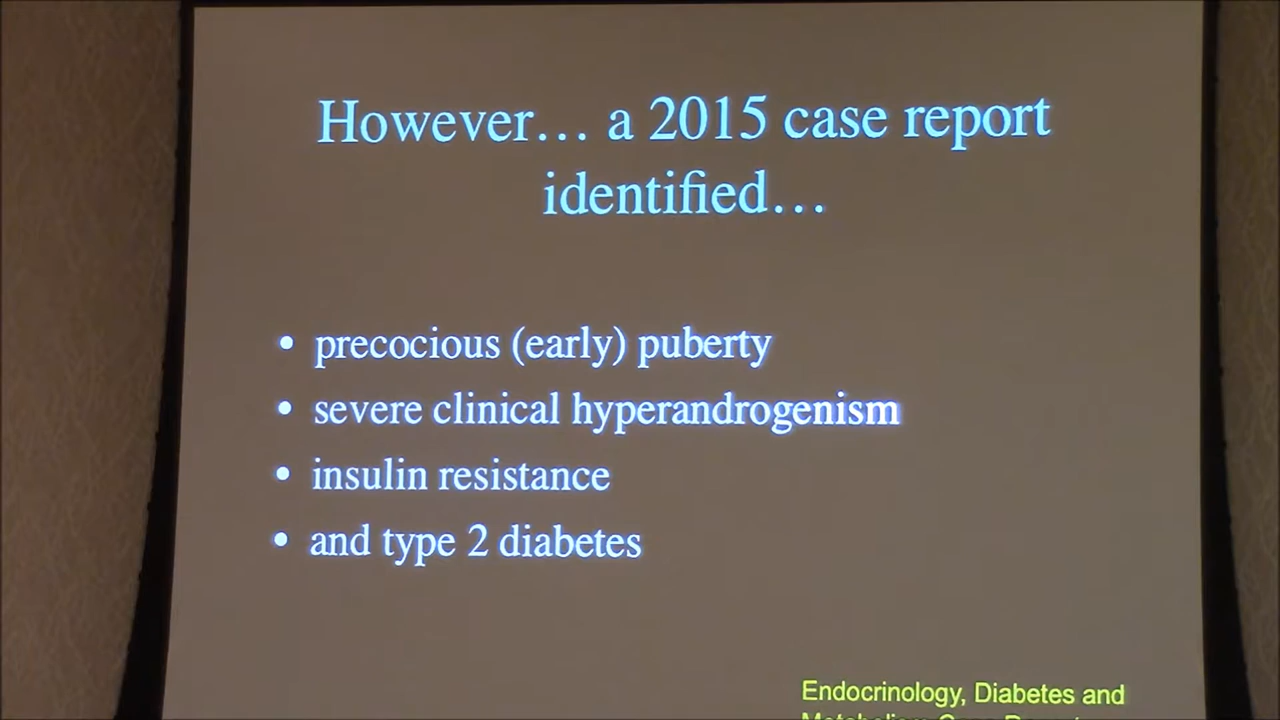 However… a 2015 case report
identified…
• precocious (early) puberty
• severe clinical hyperandrogenism
• insulin resistance
• and type 2 diabetes
Endocrinology, Diabetes and